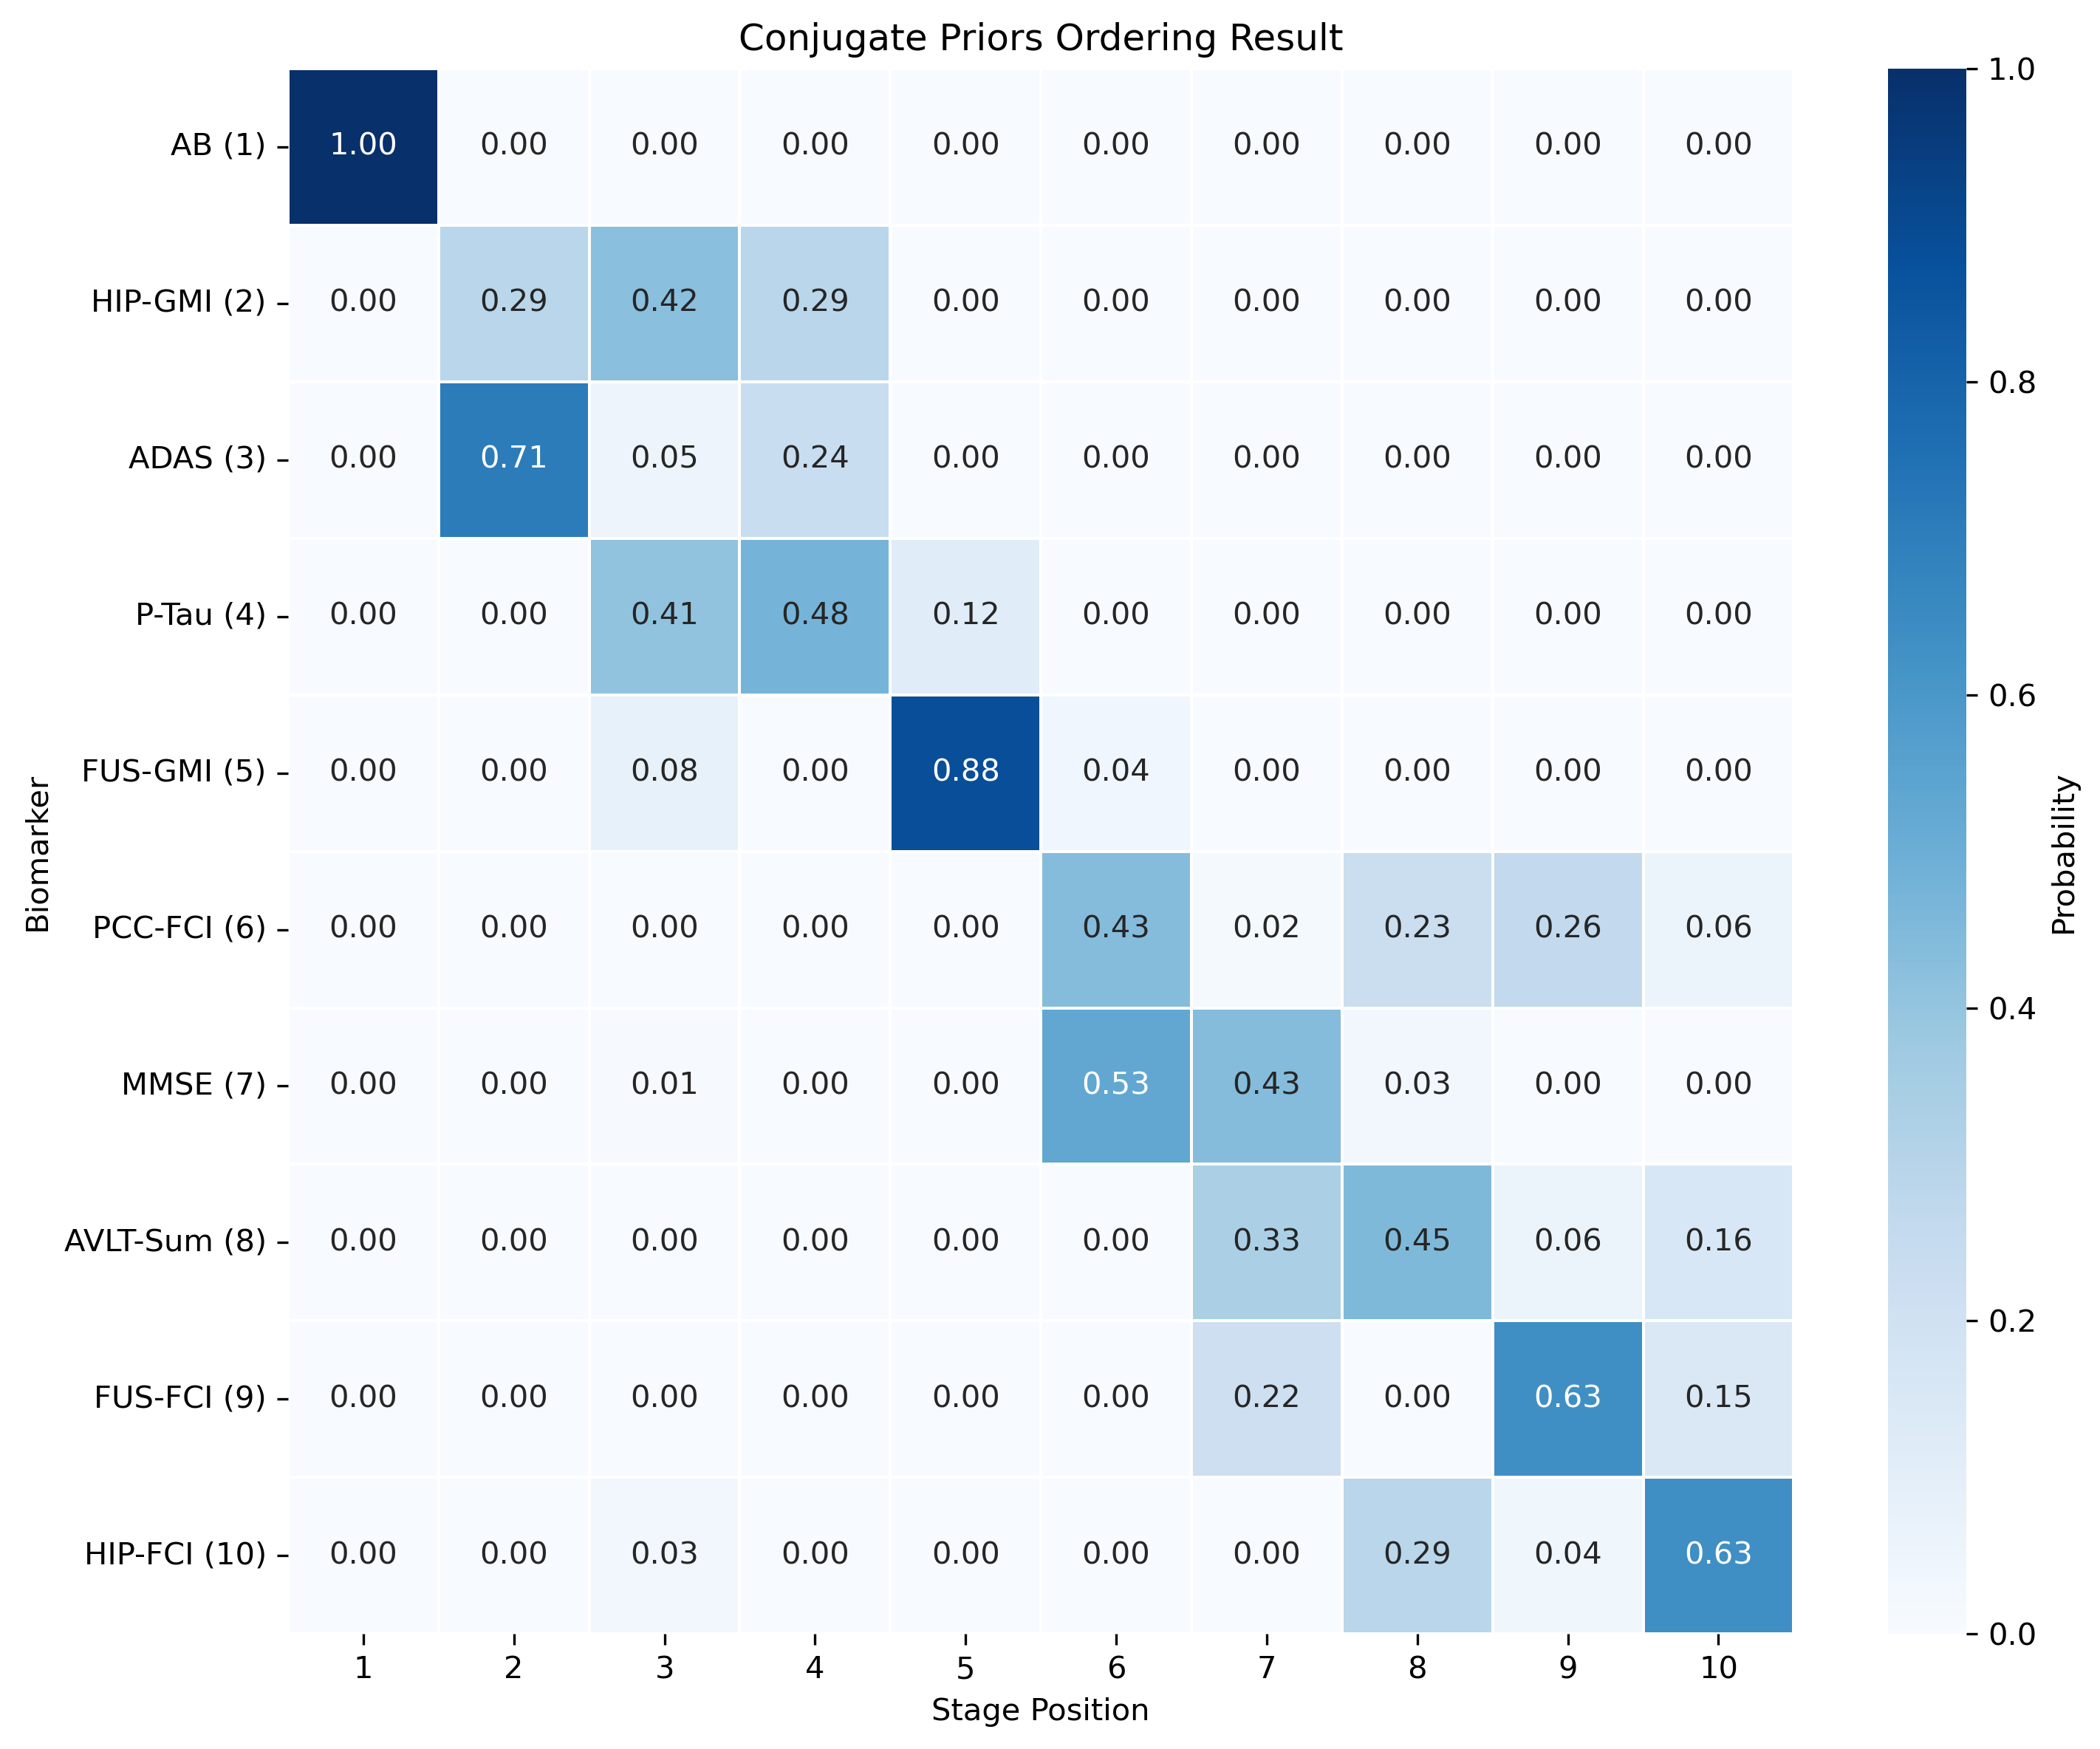 Conjugate Priors Ordering Result
AB (1) 1.00 0.00 0.00 0.00 0.00 0.00 0.00 0.00 0.00 0.00
HIP-GMI (2) 0.00 0.29 0.42 0.29 0.00 0.00 0.00 0.00 0.00 0.00
ADAS (3) 0.00 0.71 0.05 0.24 0.00 0.00 0.00 0.00 0.00 0.00
P-Tau (4) 0.00 0.00 0.41 0.48 0.12 0.00 0.00 0.00 0.00 0.00
FUS-GMI (5) 0.00 0.00 0.08 0.00 0.88 0.04 0.00 0.00 0.00 0.00
PCC-FCI (6) 0.00 0.00 0.00 0.00 0.00 0.43 0.02 0.23 0.26 0.06
MMSE (7) 0.00 0.00 0.01 0.00 0.00 0.53 0.43 0.03 0.00 0.00
AVLT-Sum (8) 0.00 0.00 0.00 0.00 0.00 0.00 0.33 0.45 0.06 0.16
FUS-FCI (9) 0.00 0.00 0.00 0.00 0.00 0.00 0.22 0.00 0.63 0.15
HIP-FCI (10) 0.00 0.00 0.03 0.00 0.00 0.00 0.00 0.29 0.04 0.63
1 2 3 4 5 6 7 8 9 10
Stage Position
Biomarker
1.0
0.8
0.6
0.4
0.2
0.0
Probability